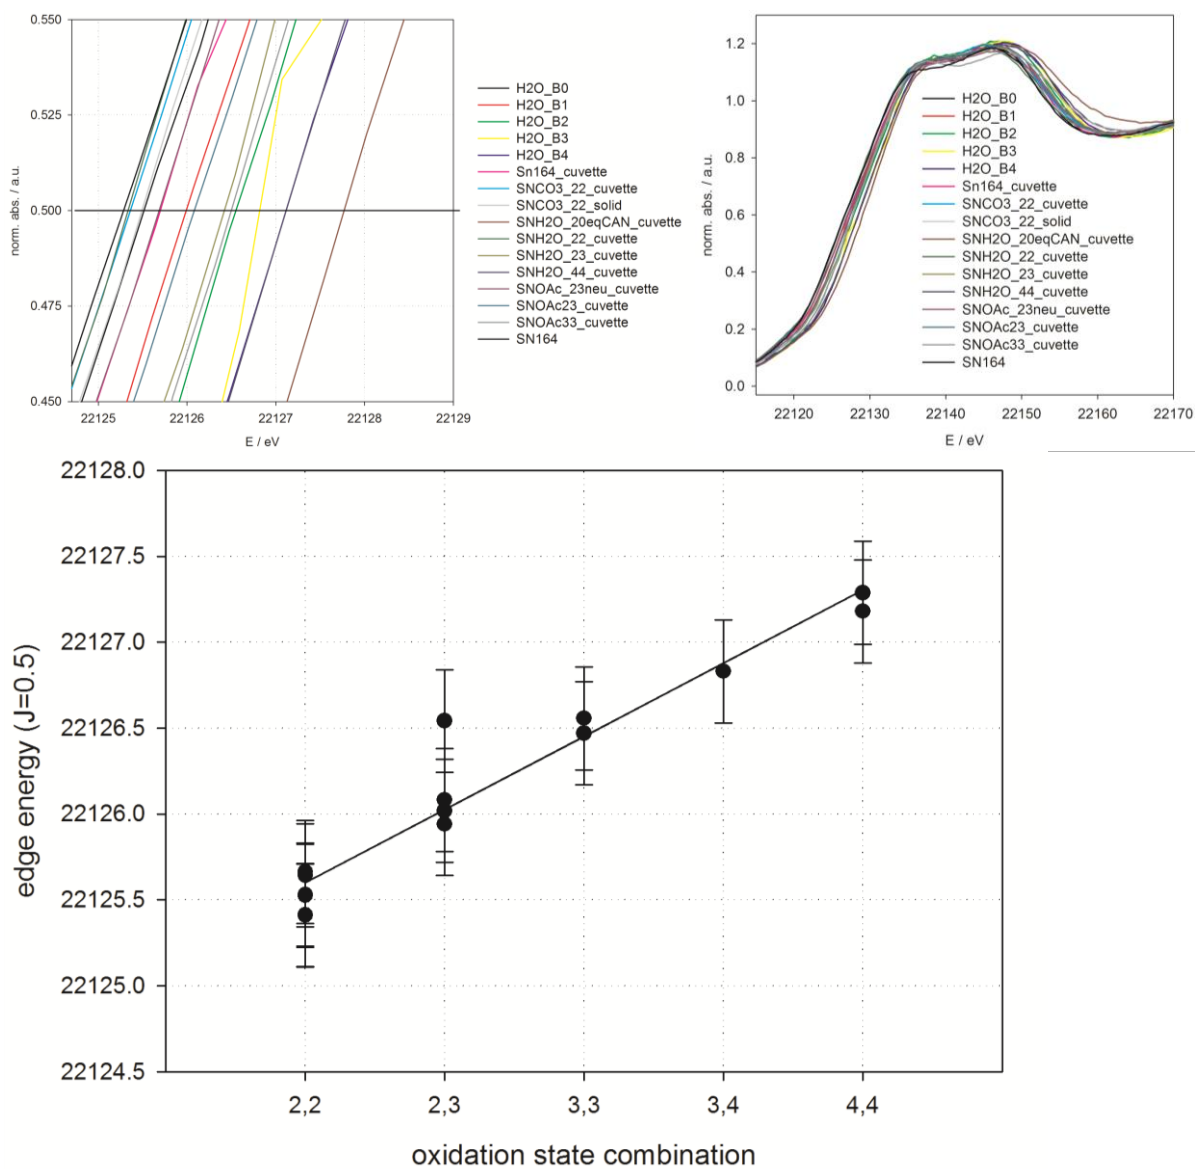 0.550
0.525
0.500
0.475
0.450
norm. abs. / a.u.
22125
22126
22127
22128
22129
E / eV
H2O_B0
H2O_B1
H2O_B2
H2O_B3
H2O_B4
Sn164_cuvette
SNCO3_22_cuvette
SNCO3_22_solid
SNH2O_20eqCAN_cuvette
SNH2O_22_cuvette
SNH2O_23_cuvette
SNH2O_44_cuvette
SNOAc_23neu_cuvette
SNOAc23_cuvette
SNOAc33_cuvette
SN164
1.2
1.0
0.8
0.6
0.4
0.2
0.0
norm. abs. / a.u.
22120
22130
22140
22150
22160
22170
E / eV
H2O_B0
H2O_B1
H2O_B2
H2O_B3
H2O_B4
Sn164_cuvette
SNCO3_22_cuvette
SNCO3_22_solid
SNH2O_20eqCAN_cuvette
SNH2O_22_cuvette
SNH2O_23_cuvette
SNH2O_44_cuvette
SNOAc_23neu_cuvette
SNOAc23_cuvette
SNOAc33_cuvette
SN164
22128.0
22127.5
22127.0
22126.5
22126.0
22125.5
22125.0
22124.5
edge energy (J=0.5)
2,2
2,3
3,3
3,4
4,4
oxidation state combination